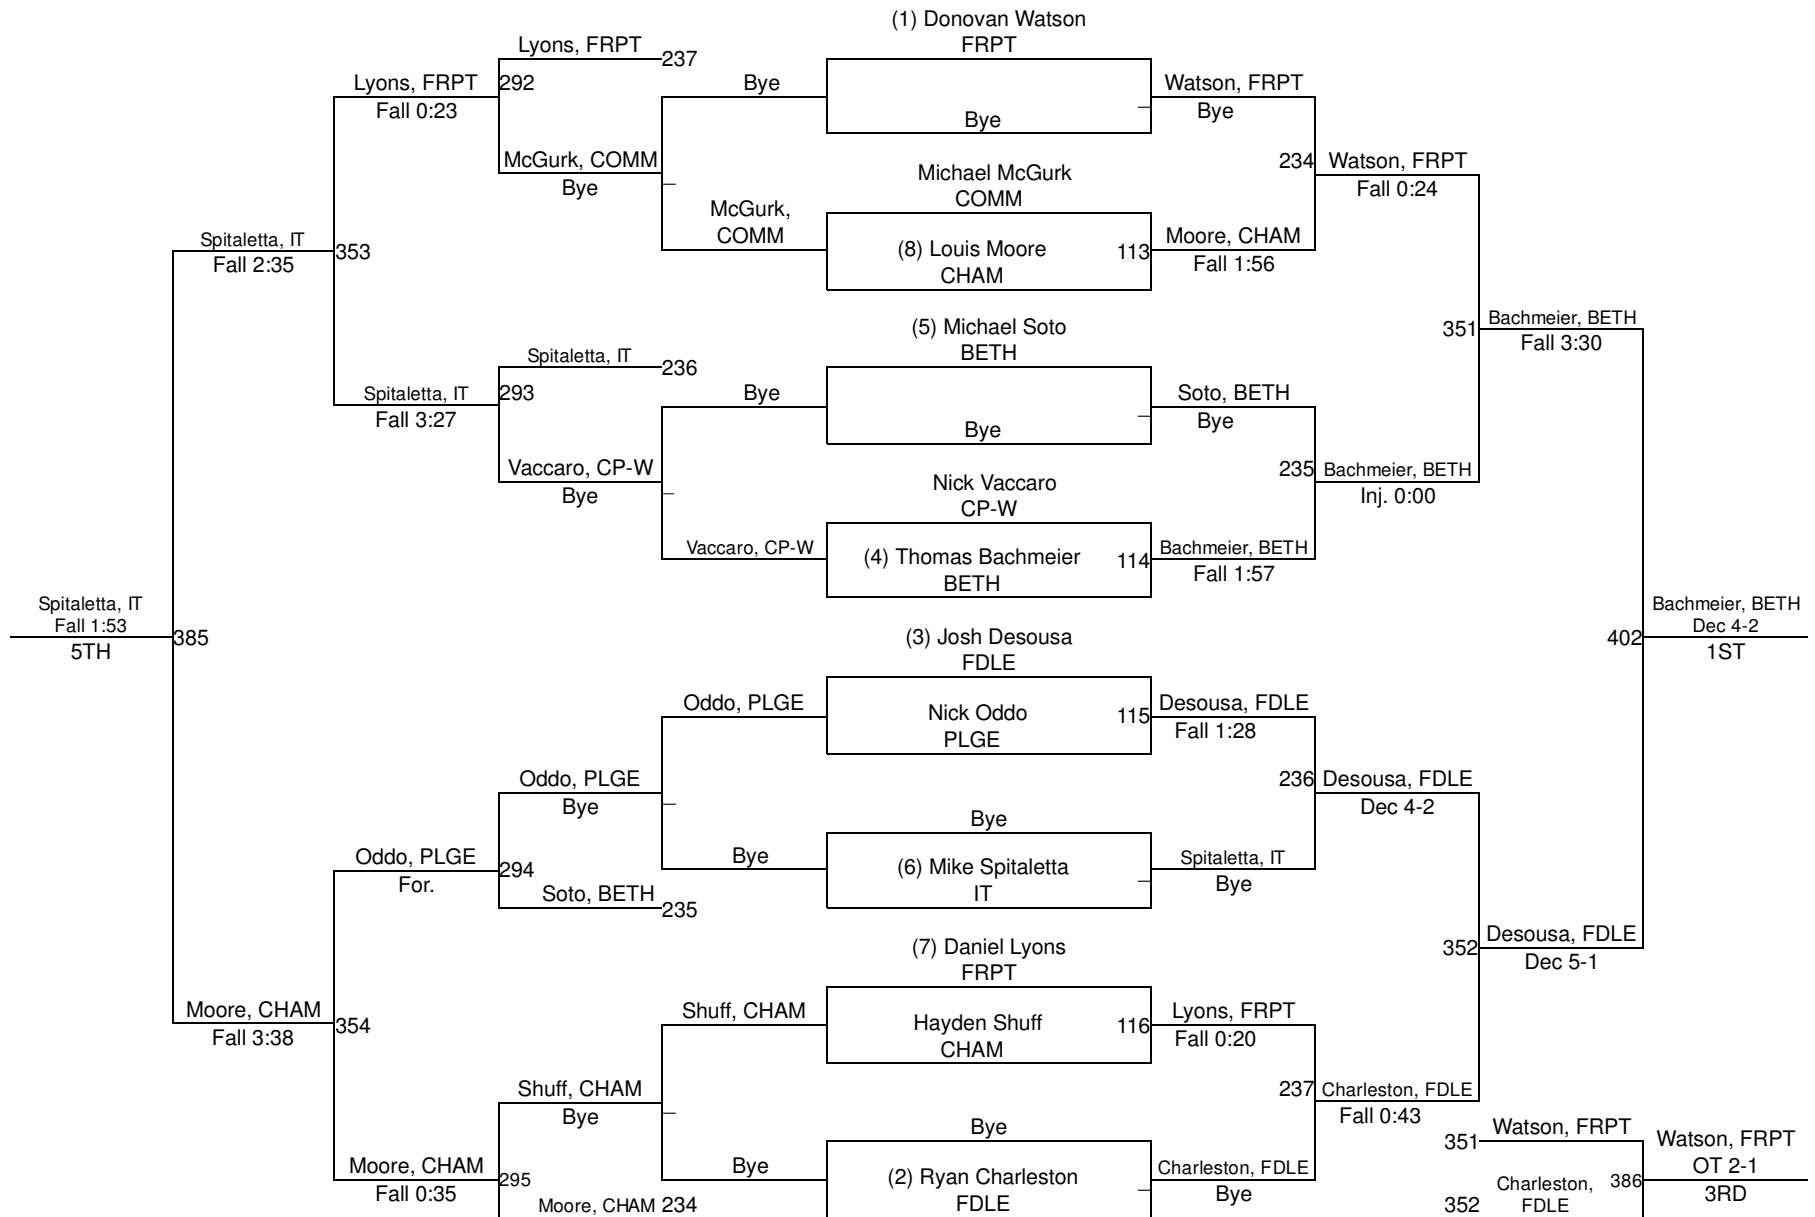 (1) Donovan Watson
FRPT
Lyons, FRPT
237
Lyons, FRPT
292
Bye
Watson, FRPT
Fall 0:23
Bye
Bye
McGurk, COMM
Bye
234
Watson, FRPT
Fall 0:24
Michael McGurk
COMM
McGurk,
COMM
Moore, CHAM
Spitaletta, IT
Fall 2:35
353
(8) Louis Moore
CHAM
113
Fall 1:56
(5) Michael Soto
BETH
351
Bachmeier, BETH
Fall 3:30
Spitaletta, IT
236
Spitaletta, IT
293
Fall 3:27
Bye
Soto, BETH
Bye
Bye
Vaccaro, CP-W
Bye
235
Bachmeier, BETH
Inj. 0:00
Nick Vaccaro
CP-W
Vaccaro, CP-W
(4) Thomas Bachmeier
BETH
114
Bachmeier, BETH
Fall 1:57
Spitaletta, IT
Fall 1:53
5TH
385
402
Bachmeier, BETH
Dec 4-2
1ST
(3) Josh Desousa
FDLE
Oddo, PLGE
Nick Oddo
PLGE
115
Desousa, FDLE
Fall 1:28
Oddo, PLGE
Bye
236
Desousa, FDLE
Dec 4-2
Bye
Oddo, PLGE
For.
294
Bye
(6) Mike Spitaletta
IT
Spitaletta, IT
Bye
Soto, BETH
235
(7) Daniel Lyons
FRPT
352
Desousa, FDLE
Dec 5-1
Moore, CHAM
Fall 3:38
354
Shuff, CHAM
Hayden Shuff
CHAM
116
Lyons, FRPT
Fall 0:20
Shuff, CHAM
Bye
237
Charleston, FDLE
Fall 0:43
Bye
351
Watson, FRPT
Watson, FRPT
OT 2-1
3RD
Moore, CHAM
Fall 0:35
295
Bye
(2) Ryan Charleston
FDLE
Charleston, FDLE
Bye
Moore, CHAM
234
352
Charleston,
FDLE
386